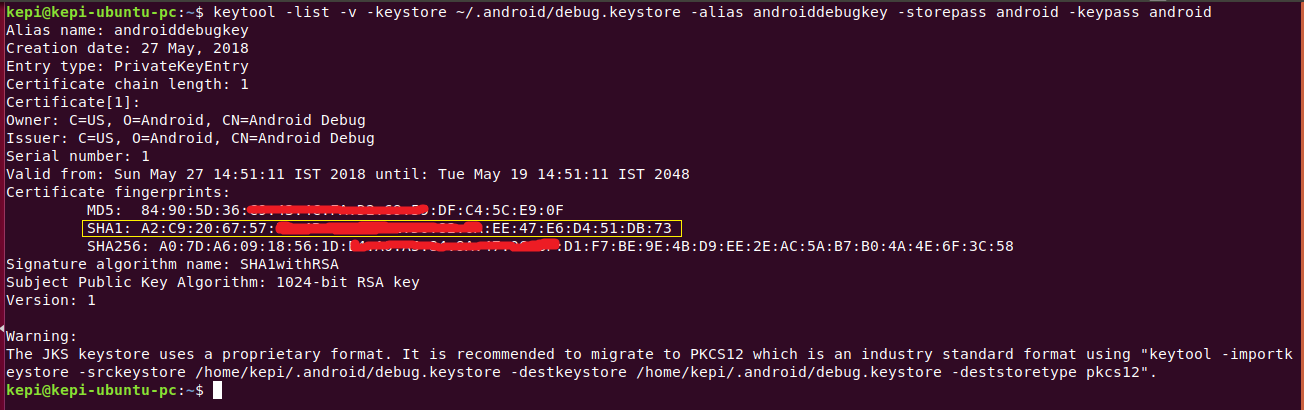 kepi@kepi-ubuntu-pc:~$ keytool -list -v -keystore ~/.android/debug.keystore -alias androiddebugkey -storepass android -keypass android
Alias name: androiddebugkey
Creation date: 27 May, 2018
Entry type: PrivateKeyEntry
Certificate chain length: 1
Certificate[1]:
Owner: C=US, O=Android, CN=Android Debug
Issuer: C=US, O=Android, CN=Android Debug
Serial number: 1
Valid from: Sun May 27 14:51:11 IST 2018 until: Tue May 19 14:51:11 IST 2048
Certificate fingerprints:
MD5: 84:90:5D:36: :DF:C4:5C:E9:0F
SHA1: A2:C9:20:67:57: :EE:47:E6:D4:51:DB:73
SHA256: A0:7D:A6:09:18:56:1D: :D1:F7:BE:9E:4B:D9:EE:2E:AC:5A:B7:B0:4A:4E:6F:3C:58
Signature algorithm name: SHA1withRSA
Subject Public Key Algorithm: 1024-bit RSA key
Version: 1
Warning:
The JKS keystore uses a proprietary format. It is recommended to migrate to PKCS12 which is an industry standard format using "keytool -importk
eystore -srckeystore /home/kepi/.android/debug.keystore -destkeystore /home/kepi/.android/debug.keystore -deststoretype pkcs12".
kepi@kepi-ubuntu-pc:~$